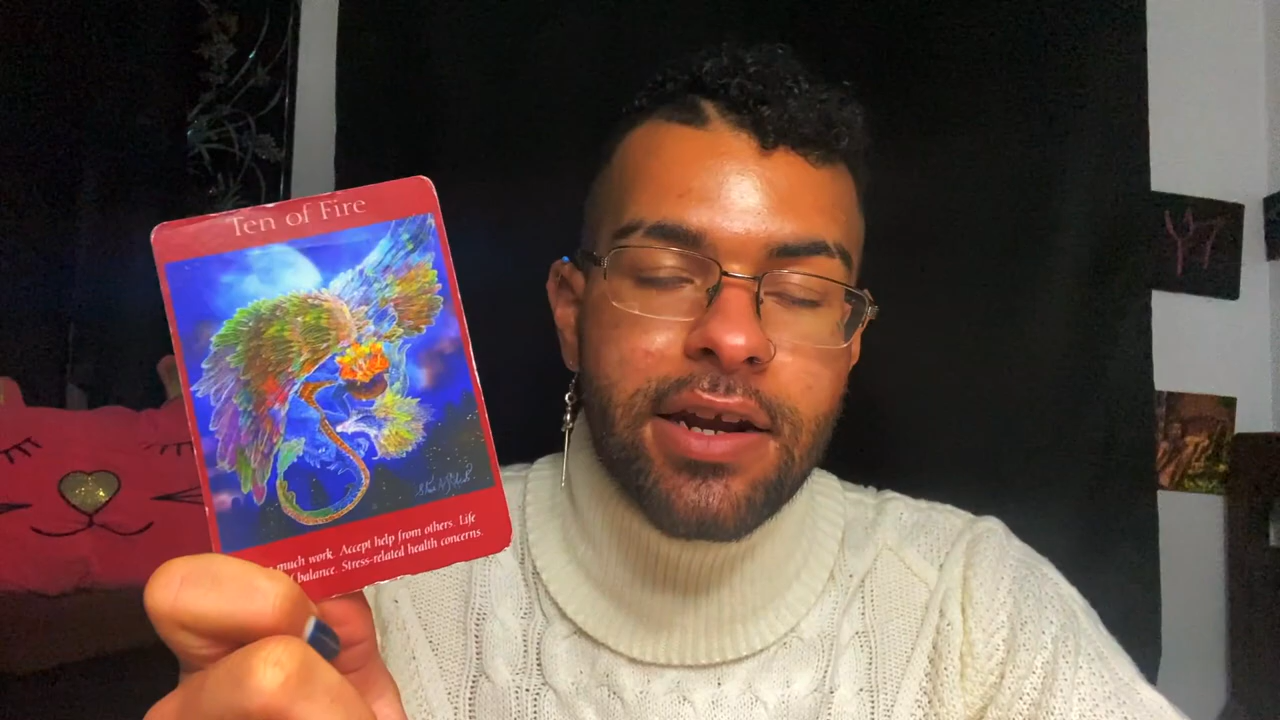 Ten of Fire
much work. Accept help from others. Life
balance. Stress-related health concerns.